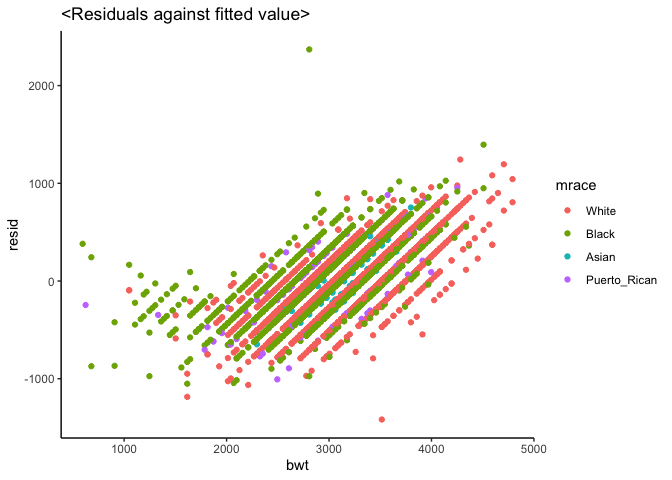 <Residuals against fitted value>
2000
1000
0
-1000
resid
1000
2000
3000
4000
5000
bwt
mrace
White
Black
Asian
Puerto_Rican